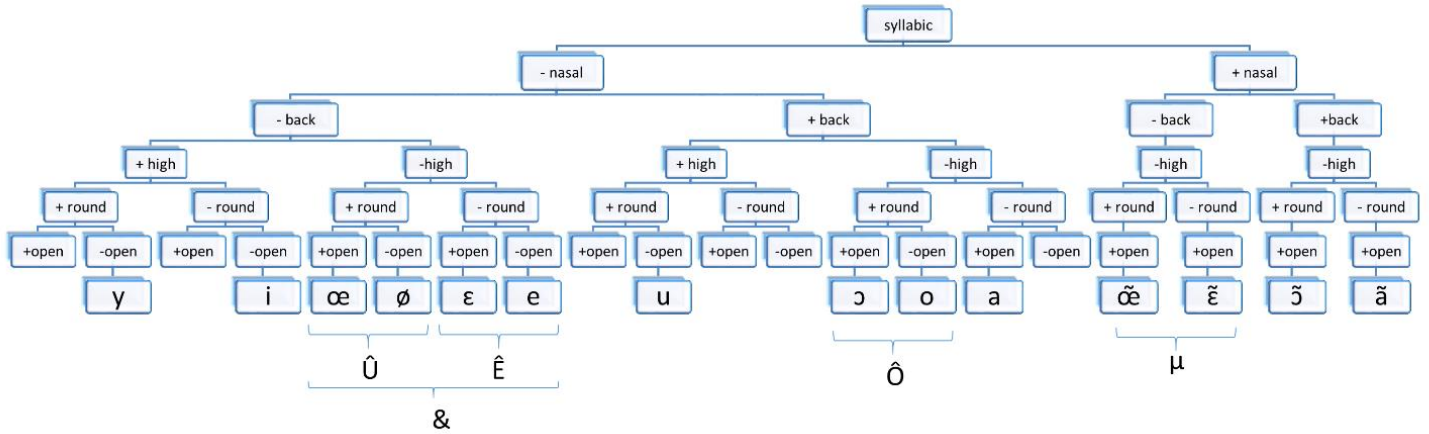 syllabic
- nasal + nasal
- back + back - back +back
+ high -high + high -high -high -high
+ round - round + round - round + round - round + round - round + round - round + round - round
+open -open +open -open +open -open +open -open +open -open +open -open +open -open +open -open +open +open +open +open
y i œ ø ɛ e u ɔ o a œ̃ ɛ̃ ɔ̃ ã
Û Ê Ô µ
&